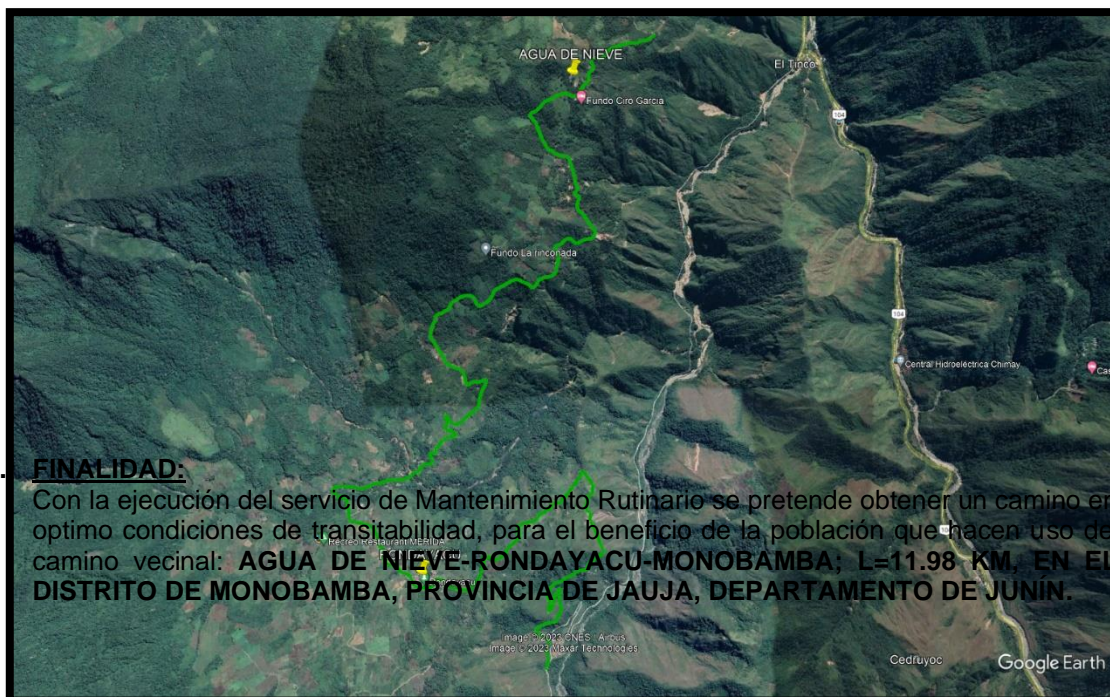 AGUA DE NIEVE
El Tinco
Fundo Ciro Garcia
104
Fundo La rinconada
104
Central Hidroeléctrica Chimay
Cas
. FINALIDAD:
Con la ejecución del servicio de Mantenimiento Rutinario se pretende obtener un camino en
optimo condiciones de transitabilidad, para el beneficio de la población que hacen uso de
104
Recreo Restaurant MERIDA
camino vecinal: AGUA DE NIEVE-RONDAYACU-MONOBAMBA; L=11.98 KM, EN EL
RONDAYACU
DISTRITO DE MONOBAMBA, PROVINCIA DE JAUJA, DEPARTAMENTO DE JUNÍN.
Rondayacu
Image © 2023 CNES / Airbus
Image © 2023 Maxar Technologies
Cedruyoc
Google Earth